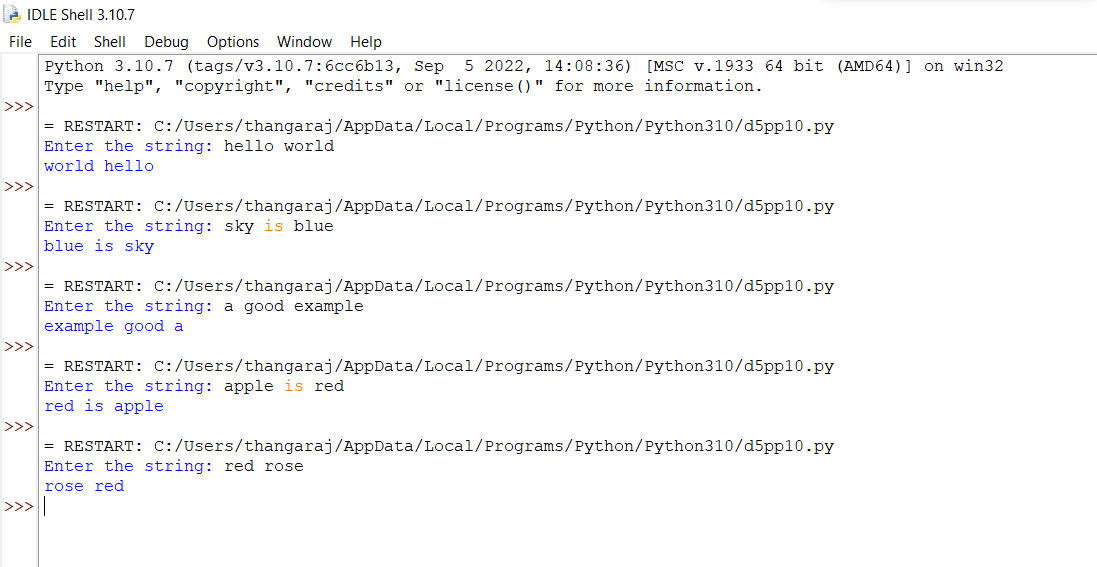 IDLE Shell 3.10.7
File Edit Shell Debug Options Window Help
Python 3.10.7 (tags/v3.10.7:6cc6b13, Sep  5 2022, 14:08:36) [MSC v.1933 64 bit (AMD64)] on win32
Type "help", "copyright", "credits" or "license()" for more information.
>>>
= RESTART: C:/Users/thangaraj/AppData/Local/Programs/Python/Python310/d5pp10.py
Enter the string: hello world
world hello
>>>
= RESTART: C:/Users/thangaraj/AppData/Local/Programs/Python/Python310/d5pp10.py
Enter the string: sky is blue
blue is sky
>>>
= RESTART: C:/Users/thangaraj/AppData/Local/Programs/Python/Python310/d5pp10.py
Enter the string: a good example
example good a
>>>
= RESTART: C:/Users/thangaraj/AppData/Local/Programs/Python/Python310/d5pp10.py
Enter the string: apple is red
red is apple
>>>
= RESTART: C:/Users/thangaraj/AppData/Local/Programs/Python/Python310/d5pp10.py
Enter the string: red rose
rose red
>>>